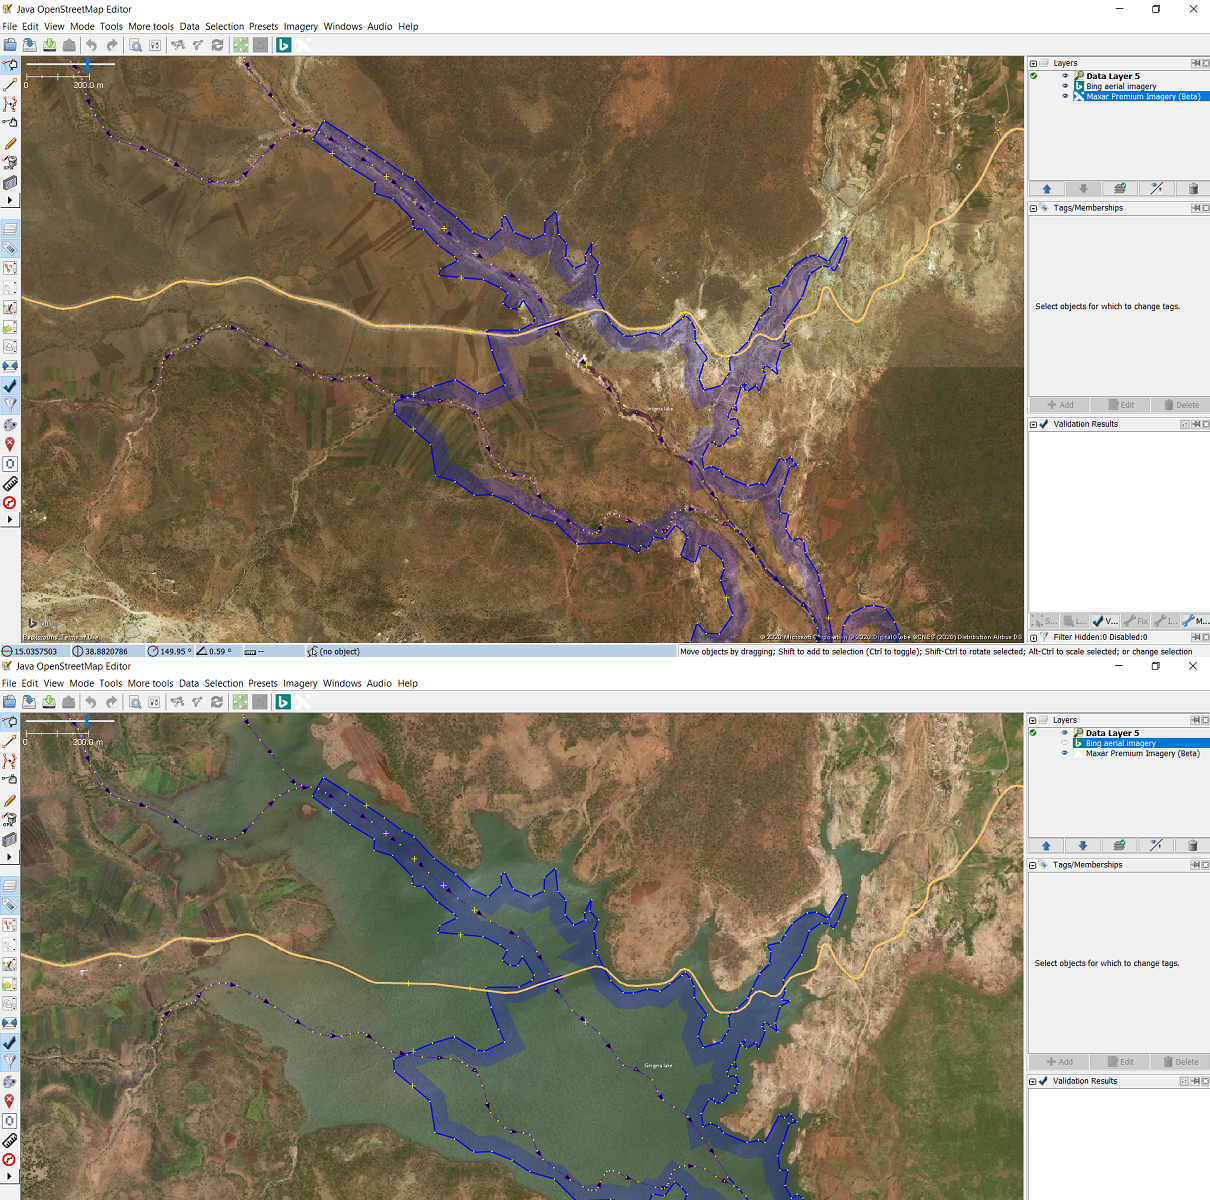 Java OpenStreetMap Editor
File Edit View Mode Tools More tools Data Selection Presets Imagery Windows Audio Help
0 200.0 m
Layers
Data Layer 5
Bing aerial imagery
Maxar Premium Imagery (Beta)
Tags/Memberships
Select objects for which to change tags.
Add Edit Delete
Validation Results
Gergera lake
Background Terms of Use
© 2020 Microsoft Corporation © 2020 DigitalGlobe ©CNES (2020) Distribution Airbus DS
S... L... V... Fix I... M...
Filter Hidden:0 Disabled:0
15.0357503 38.8820786 149.95 ° 0.59 ° -- (no object)
Move objects by dragging; Shift to add to selection (Ctrl to toggle); Shift-Ctrl to rotate selected; Alt-Ctrl to scale selected; or change selection
Java OpenStreetMap Editor
File Edit View Mode Tools More tools Data Selection Presets Imagery Windows Audio Help
0 200.0 m
Layers
Data Layer 5
Bing aerial imagery
Maxar Premium Imagery (Beta)
Tags/Memberships
Select objects for which to change tags.
Add Edit Delete
Validation Results
Gergera lake